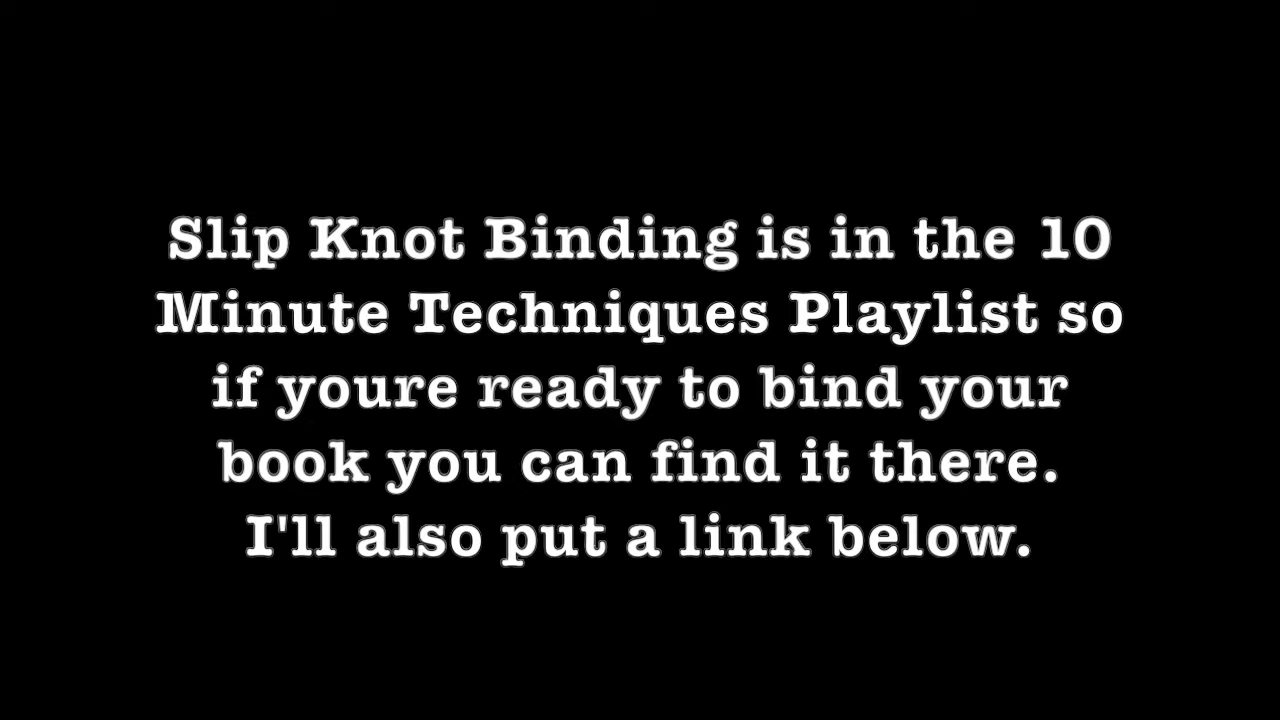 Slip Knot Binding is in the 10
Minute Techniques Playlist so
if youre ready to bind your
book you can find it there.
I'll also put a link below.